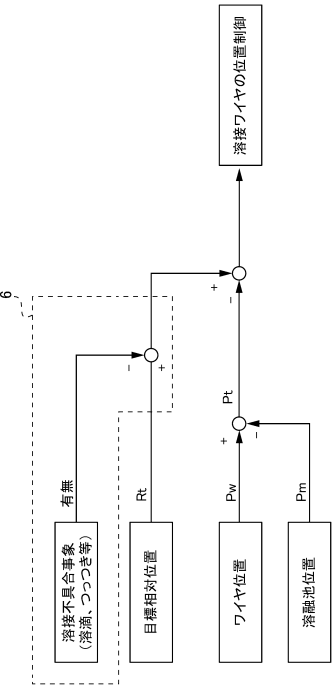 6
溶接不具合事象
（溶滴、つっつき等）
有無
－
＋
目標相対位置
Rt
＋
－
溶接ワイヤの位置制御
ワイヤ位置
Pw
＋
－
Pt
溶融池位置
Pm